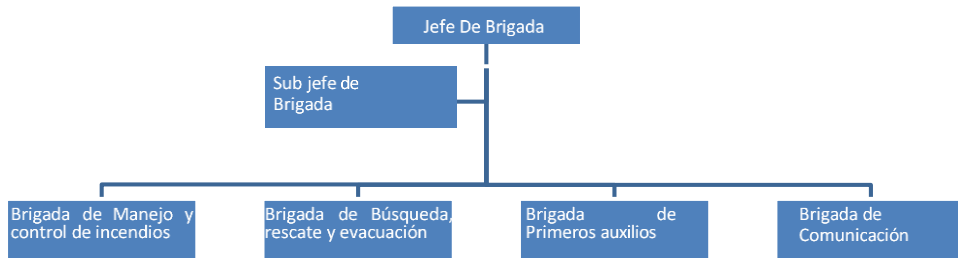 Jefe De Brigada
Sub jefe de
Brigada
Brigada de Manejo y
control de incendios
Brigada de Búsqueda,
rescate y evacuación
Brigada de
Primeros auxilios
Brigada de
Comunicación